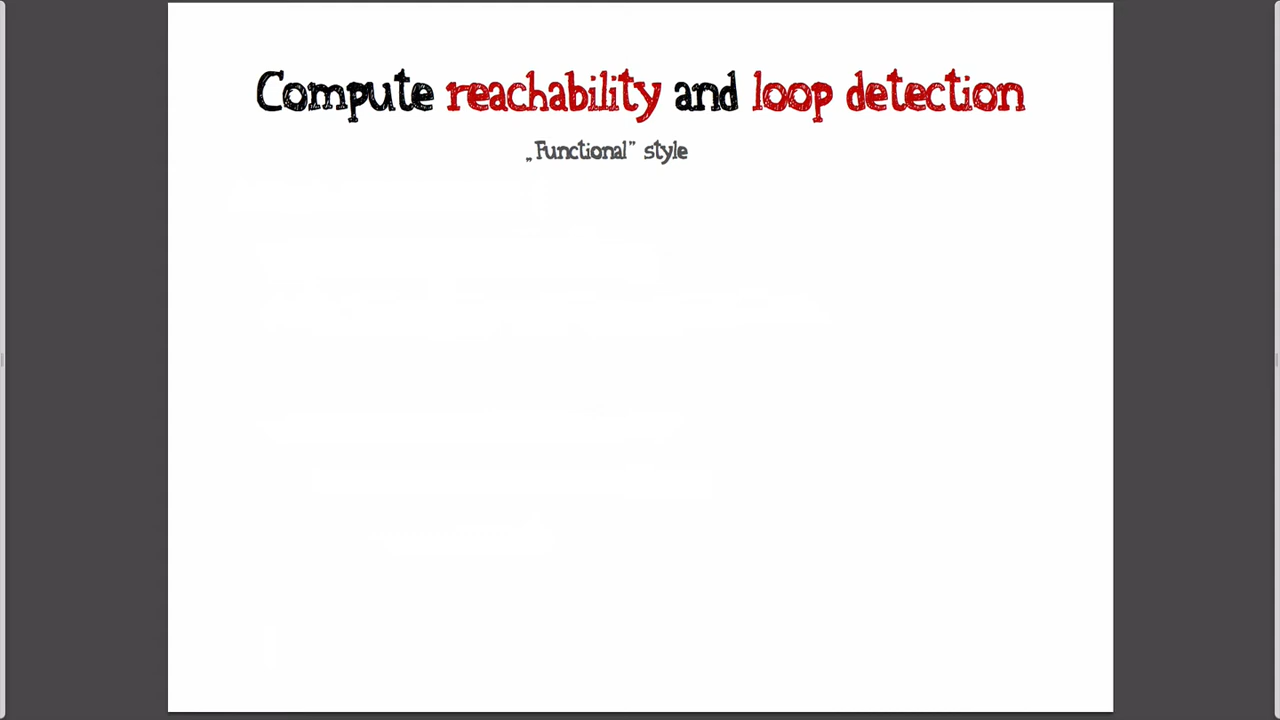 Compute reachability and loop detection
„Functional” style